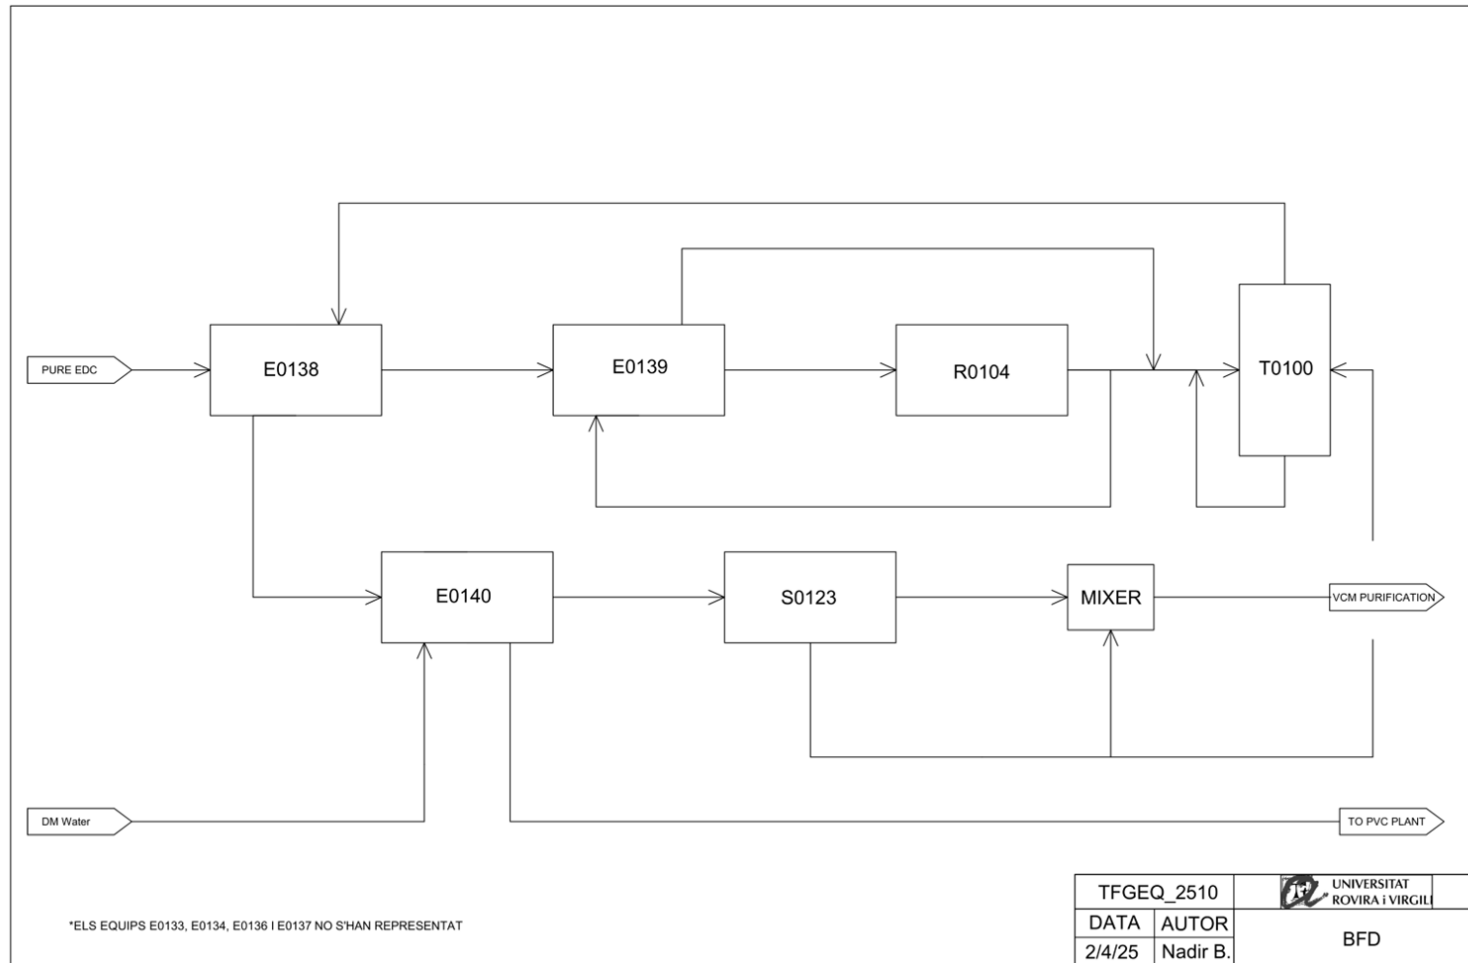 PURE EDC
E0138
E0139
R0104
T0100
E0140
S0123
MIXER
VCM PURIFICATION
DM Water
TO PVC PLANT
*ELS EQUIPS E0133, E0134, E0136 I E0137 NO S'HAN REPRESENTAT
TFGEQ_2510
UNIVERSITAT
ROVIRA i VIRGILI
DATA
AUTOR
2/4/25
Nadir B.
BFD